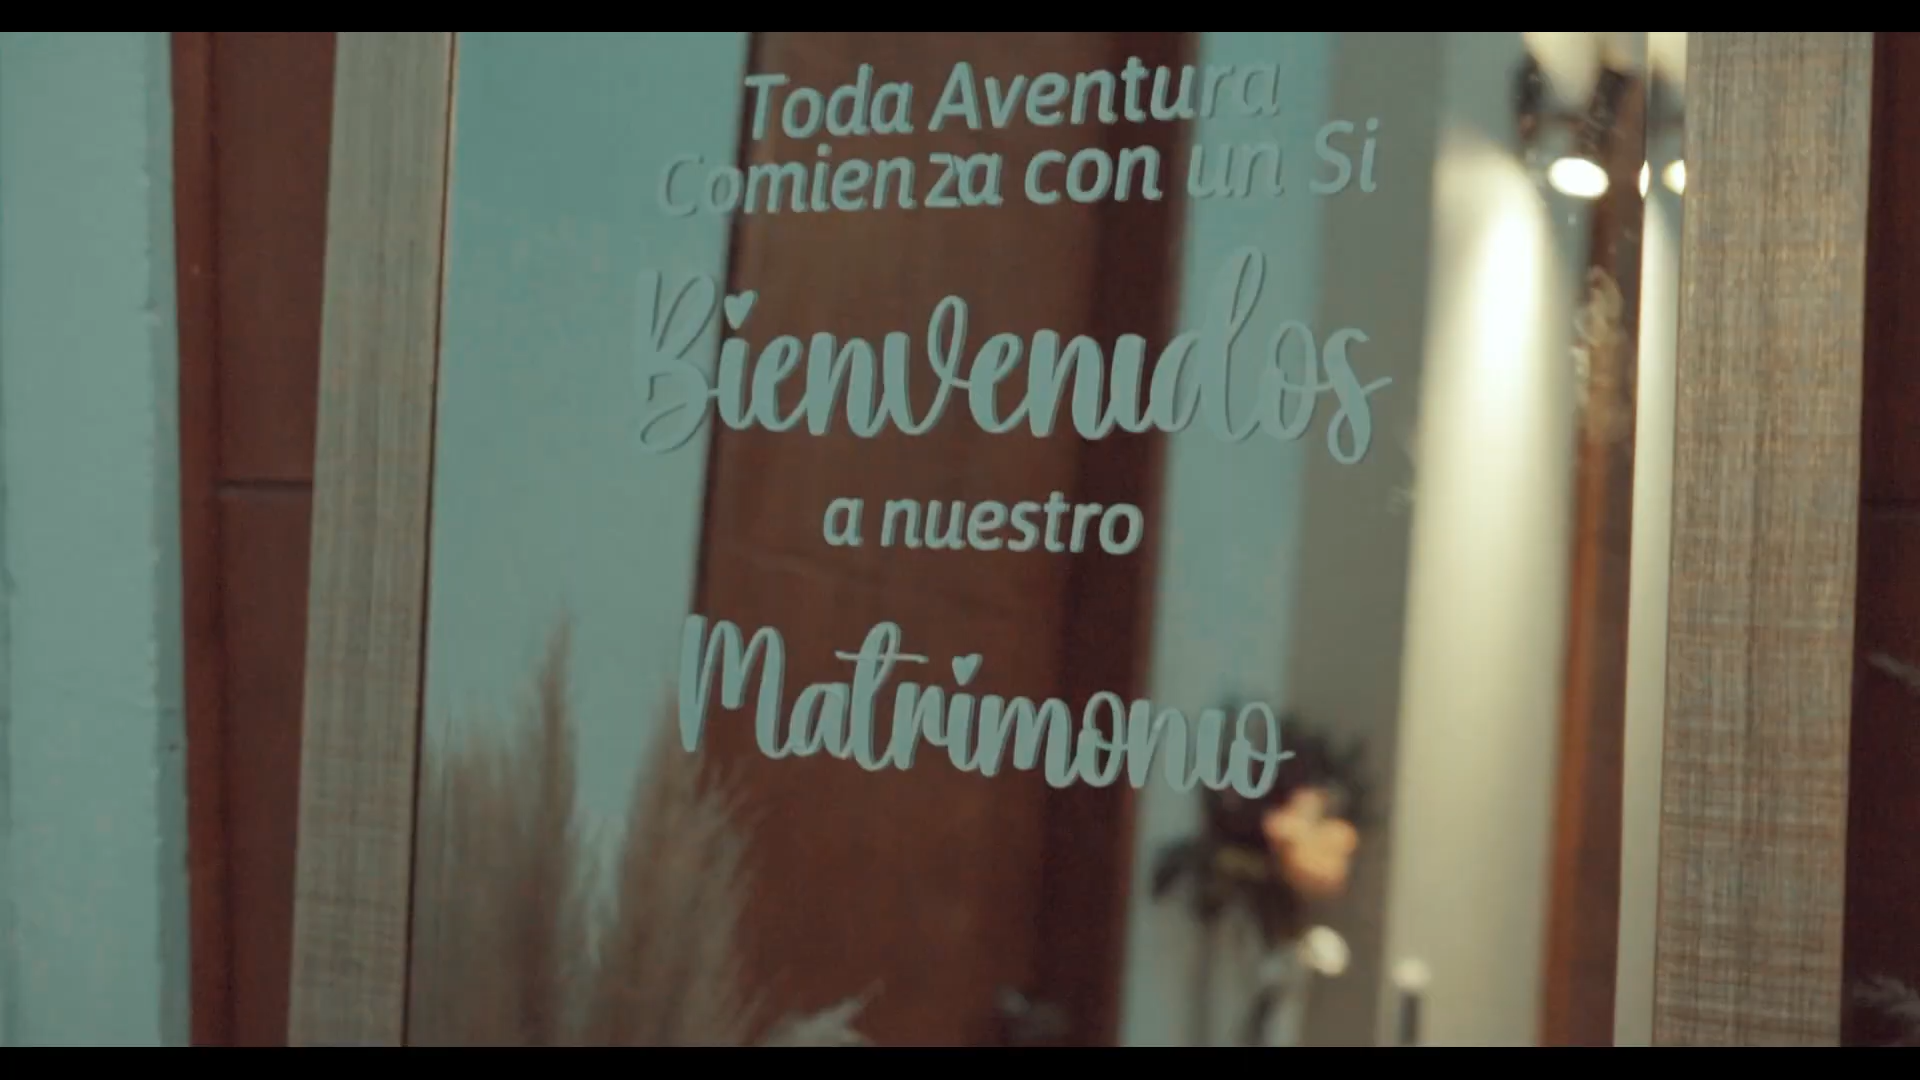 Toda Aventura
Comienza con un Si
Bienvenidos
a nuestro
Matrimonio